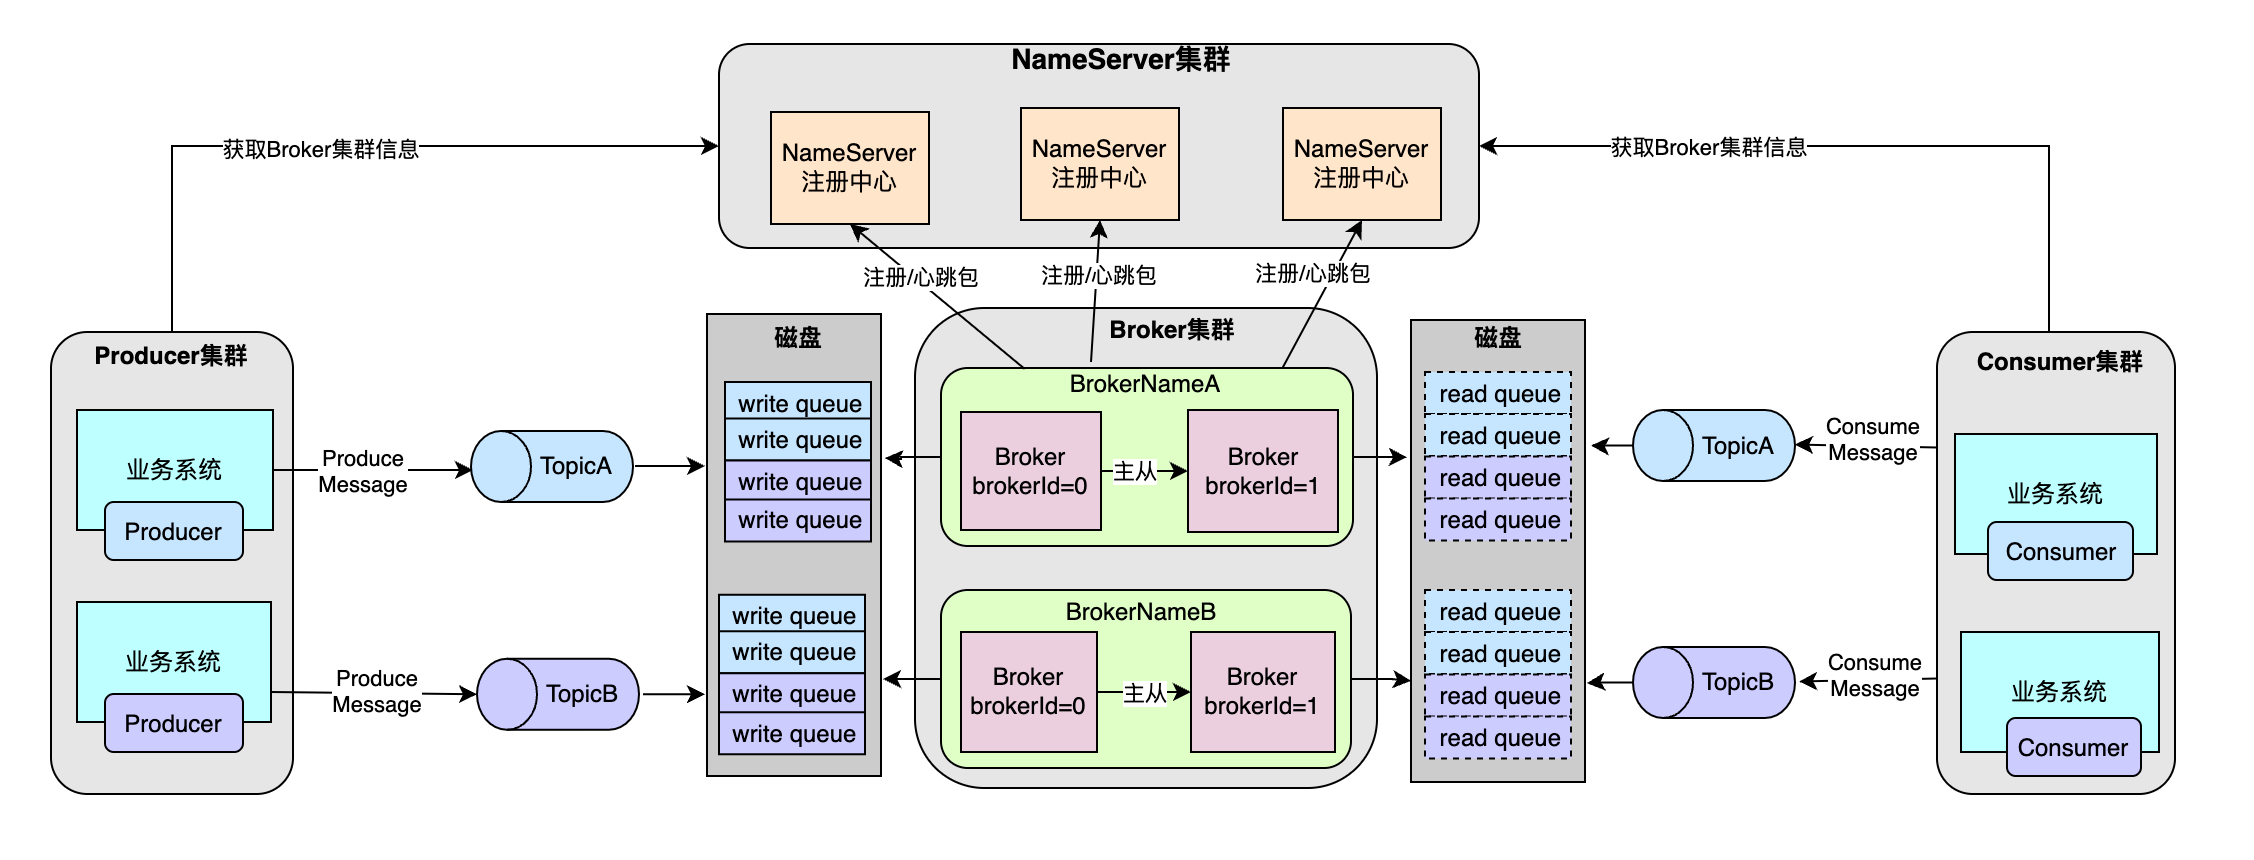 NameServer集群
NameServer
注册中心
NameServer
注册中心
NameServer
注册中心
获取Broker集群信息
获取Broker集群信息
注册/心跳包
注册/心跳包
注册/心跳包
Producer集群
业务系统
Producer
业务系统
Producer
Produce
Message
Produce
Message
TopicA
TopicB
磁盘
write queue
write queue
write queue
write queue
write queue
write queue
write queue
write queue
Broker集群
BrokerNameA
Broker
brokerId=0
主从
Broker
brokerId=1
BrokerNameB
Broker
brokerId=0
主从
Broker
brokerId=1
磁盘
read queue
read queue
read queue
read queue
read queue
read queue
read queue
read queue
TopicA
TopicB
Consume
Message
Consume
Message
Consumer集群
业务系统
Consumer
业务系统
Consumer